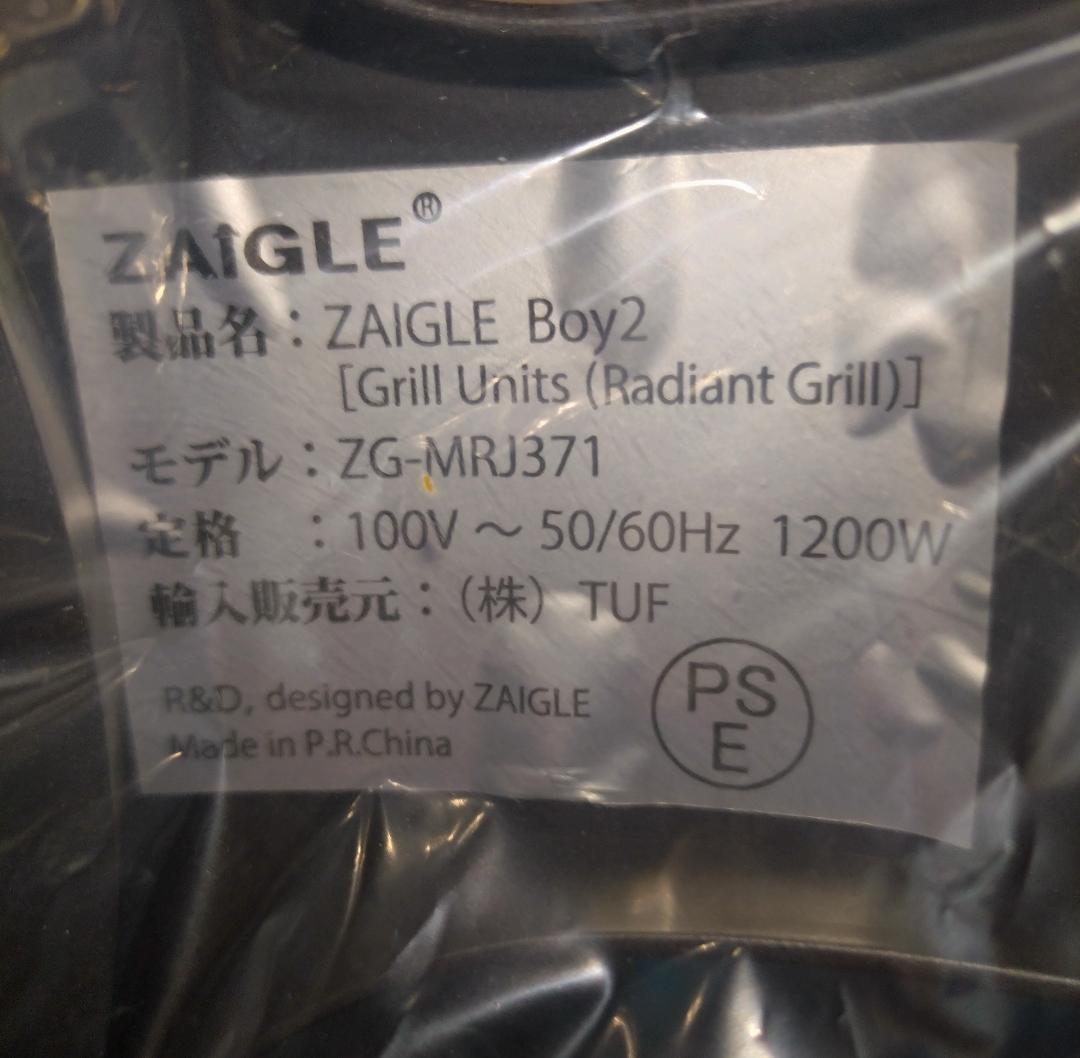 ZAiGLE®
製品名：ZAIGLE Boy2
[Grill Units (Radiant Grill)]
モデル：ZG-MRJ371
定格　：100V ～ 50/60Hz 1200W
輸入販売元：（株）TUF
R&D, designed by ZAIGLE
Made in P.R.China
PS
E